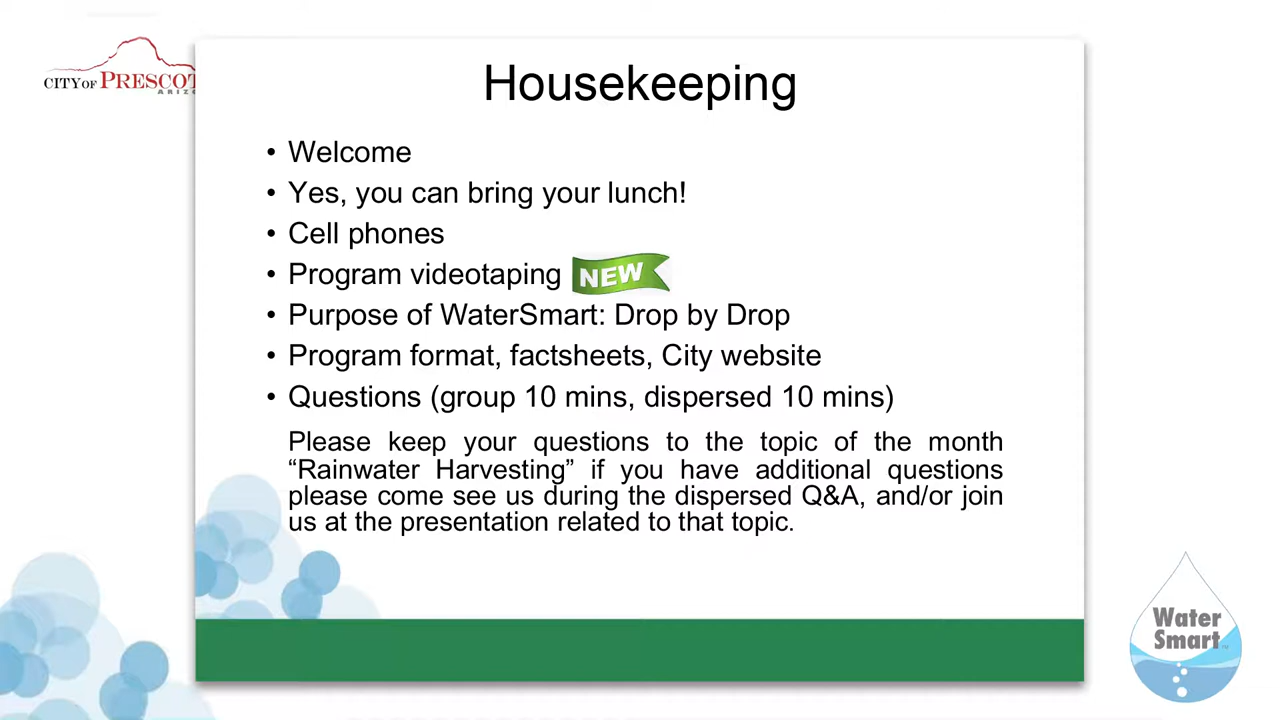 CITY OF PRESCOT
ARIZO
Housekeeping
• Welcome
• Yes, you can bring your lunch!
• Cell phones
• Program videotaping NEW
• Purpose of WaterSmart: Drop by Drop
• Program format, factsheets, City website
• Questions (group 10 mins, dispersed 10 mins)
Please keep your questions to the topic of the month
“Rainwater Harvesting” if you have additional questions
please come see us during the dispersed Q&A, and/or join
us at the presentation related to that topic.
Water
Smart